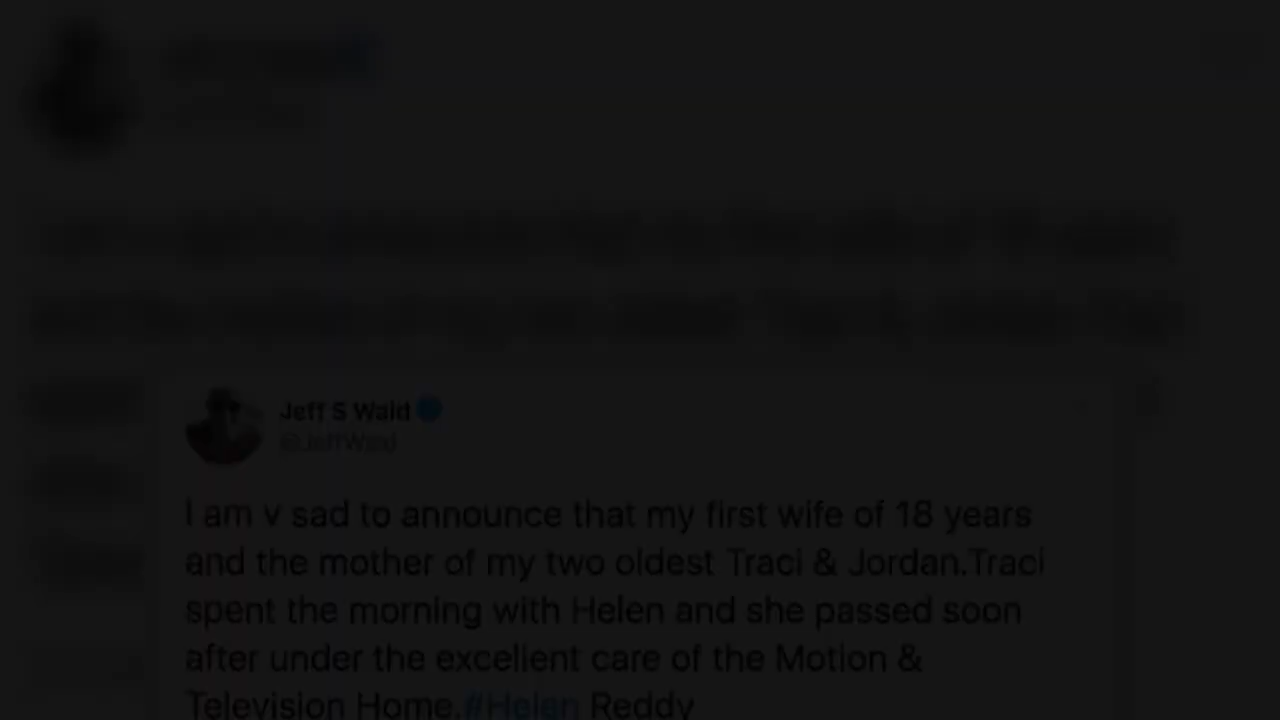 Jeff S Wald
@JeffWald
I am v sad to announce that my first wife of 18 years
and the mother of my two oldest Traci & Jordan.Traci
spent the morning with Helen and she passed soon
after under the excellent care of the Motion &
Television Home.#Helen Reddy